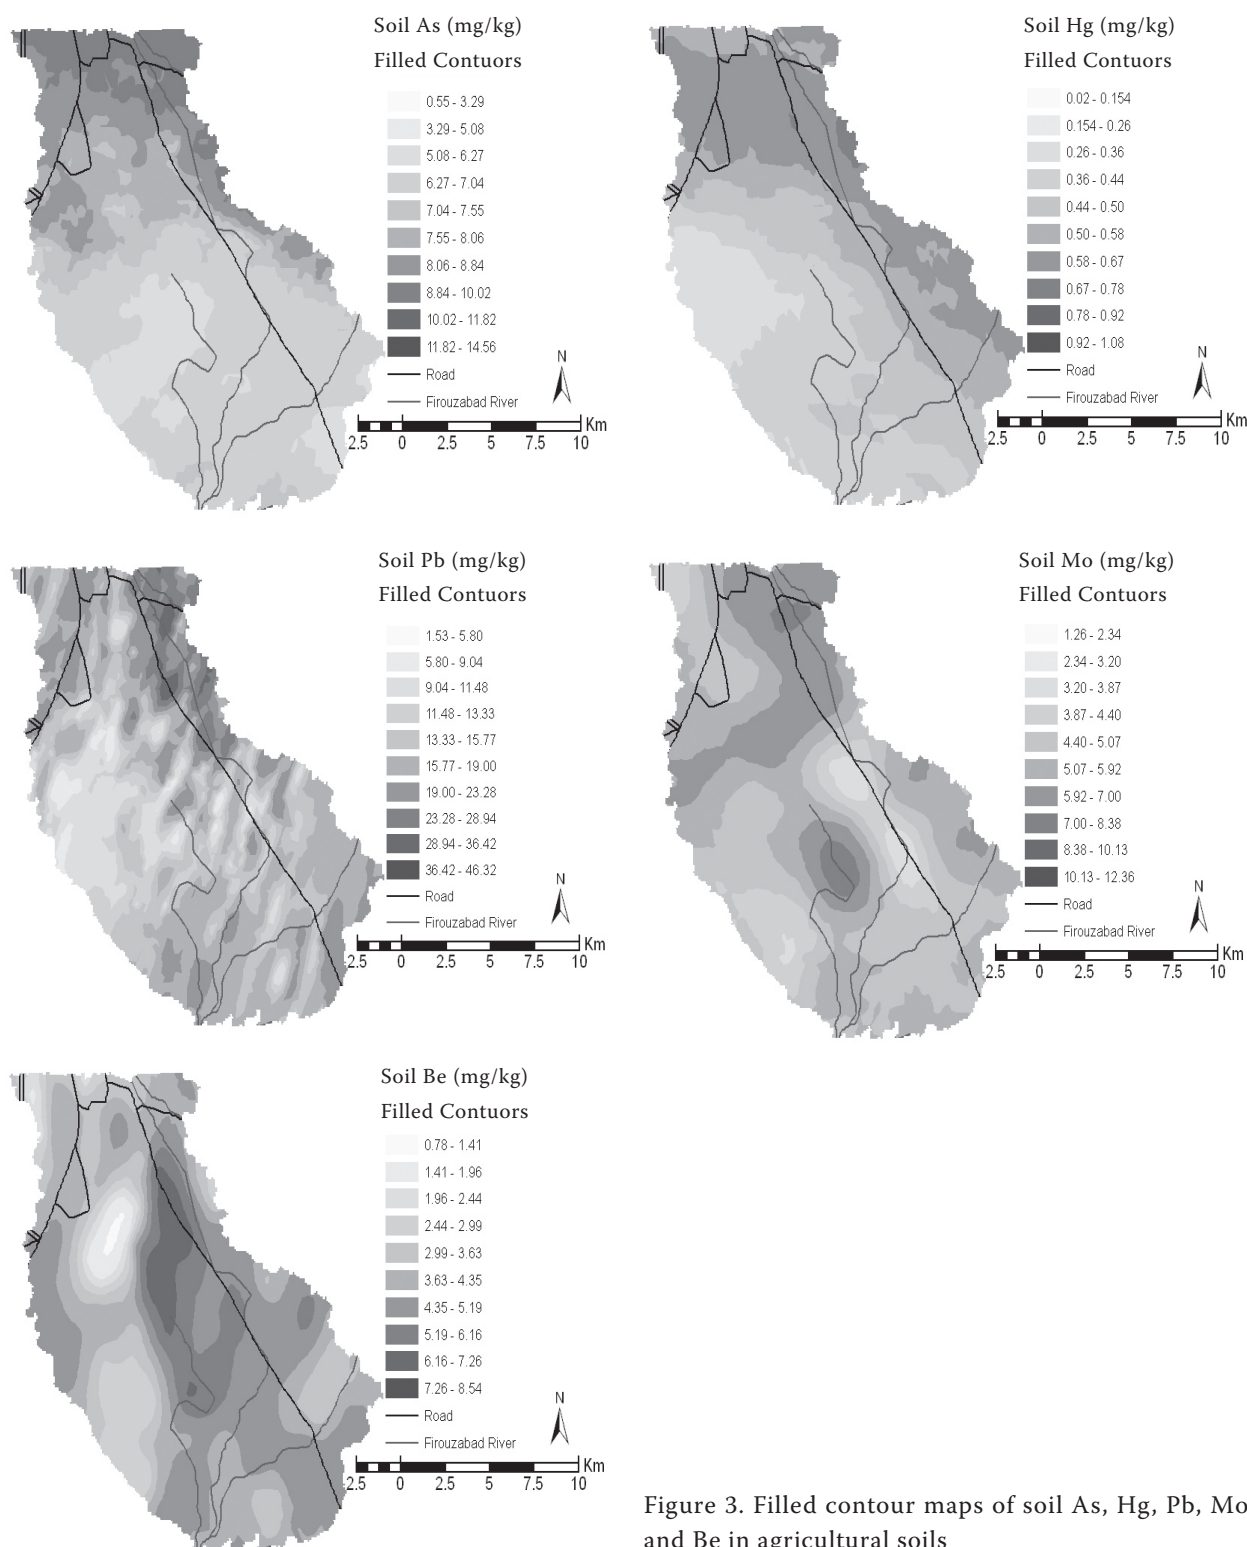 Soil As (mg/kg)
Filled Contuors
0.55 - 3.29
3.29 - 5.08
5.08 - 6.27
6.27 - 7.04
7.04 - 7.55
7.55 - 8.06
8.06 - 8.84
8.84 - 10.02
10.02 - 11.82
11.82 - 14.56
Road
Firouzabad River
N
Km
2.5 0 2.5 5 7.5 10
Soil Hg (mg/kg)
Filled Contuors
0.02 - 0.154
0.154 - 0.26
0.26 - 0.36
0.36 - 0.44
0.44 - 0.50
0.50 - 0.58
0.58 - 0.67
0.67 - 0.78
0.78 - 0.92
0.92 - 1.08
Road
Firouzabad River
N
Km
2.5 0 2.5 5 7.5 10
Soil Pb (mg/kg)
Filled Contuors
1.53 - 5.80
5.80 - 9.04
9.04 - 11.48
11.48 - 13.33
13.33 - 15.77
15.77 - 19.00
19.00 - 23.28
23.28 - 28.94
28.94 - 36.42
36.42 - 46.32
Road
Firouzabad River
N
Km
2.5 0 2.5 5 7.5 10
Soil Mo (mg/kg)
Filled Contuors
1.26 - 2.34
2.34 - 3.20
3.20 - 3.87
3.87 - 4.40
4.40 - 5.07
5.07 - 5.92
5.92 - 7.00
7.00 - 8.38
8.38 - 10.13
10.13 - 12.36
Road
Firouzabad River
N
Km
2.5 0 2.5 5 7.5 10
Soil Be (mg/kg)
Filled Contuors
0.78 - 1.41
1.41 - 1.96
1.96 - 2.44
2.44 - 2.99
2.99 - 3.63
3.63 - 4.35
4.35 - 5.19
5.19 - 6.16
6.16 - 7.26
7.26 - 8.54
Road
Firouzabad River
N
Km
2.5 0 2.5 5 7.5 10
Figure 3. Filled contour maps of soil As, Hg, Pb, Mo
and Be in agricultural soils